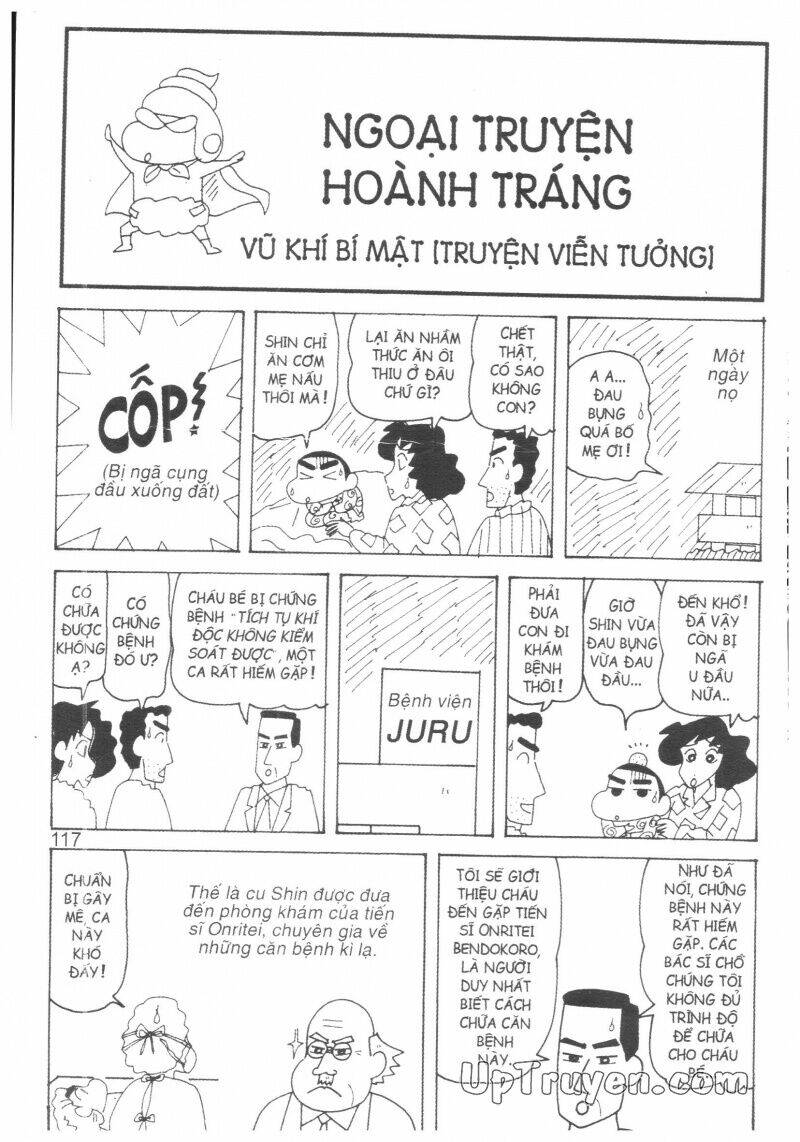 NGOẠI TRUYỆN
HOÀNH TRÁNG
VŨ KHÍ BÍ MẬT [TRUYỆN VIỄN TƯỞNG]
Một
ngày
nọ
A A...
ĐAU
BỤNG
QUÁ BỐ
MẸ ƠI!
CHẾT
THẬT,
CÓ SAO
KHÔNG
CON?
LẠI ĂN NHẦM
THỨC ĂN ÔI
THIU Ở ĐÂU
CHỨ GÌ?
SHIN CHỈ
ĂN CƠM
MẸ NẤU
THÔI MÀ!
CỐP!
(Bị ngã cụng
đầu xuống đất)
ĐẾN KHỔ!
ĐÃ VẬY
CÒN BỊ
NGÃ
U ĐẦU
NỮA..
GIỜ
SHIN VỪA
ĐAU BỤNG
VỪA ĐAU
ĐẦU...
PHẢI
ĐƯA
CON ĐI
KHÁM
BỆNH
THÔI!
Bệnh viện
JURU
CHÁU BÉ BỊ CHỨNG
BỆNH "TÍCH TỤ KHÍ
ĐỘC KHÔNG KIỂM
SOÁT ĐƯỢC", MỘT
CA RẤT HIẾM GẶP!
CÓ
CHỨNG
BỆNH
ĐÓ Ư?
CÓ
CHỮA
ĐƯỢC
KHÔNG
Ạ?
117
NHƯ ĐÃ
NÓI, CHỨNG
BỆNH NÀY
RẤT HIẾM
GẶP. CÁC
BÁC SĨ CHỖ
CHÚNG TÔI
KHÔNG ĐỦ
TRÌNH ĐỘ
ĐỂ CHỮA
CHO CHÁU
TÔI SẼ GIỚI
THIỆU CHÁU
ĐẾN GẶP TIẾN
SĨ ONRITEI
BENDOKORO,
LÀ NGƯỜI
DUY NHẤT
BIẾT CÁCH
CHỮA CĂN
BỆNH
NÀY.
Thế là cu Shin được đưa
đến phòng khám của tiến
sĩ Onritei, chuyên gia về
những căn bệnh kì lạ.
CHUẨN
BỊ GÂY
MÊ, CA
NÀY
KHÓ
ĐẤY!
UpTruyen.com